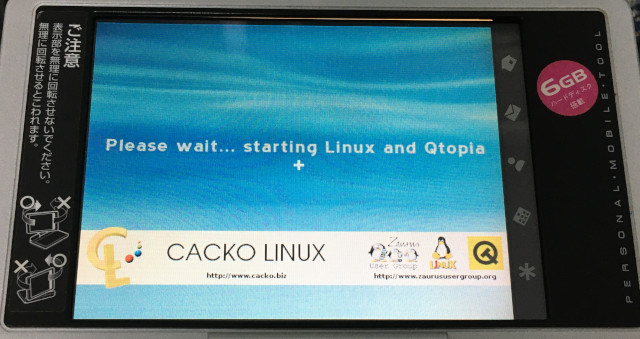 ご注意
表示部を無理に回転させないでください。
無理に回転させるとこわれます。
Please wait... starting Linux and Qtopia
+
CL
CACKO LINUX
http://www.cacko.biz
Zaurus
User Group
LINUX
Q
http://www.zaurususergroup.org
6GB
ハードディスク
搭載
PERSONAL・MOBILE・TOOL